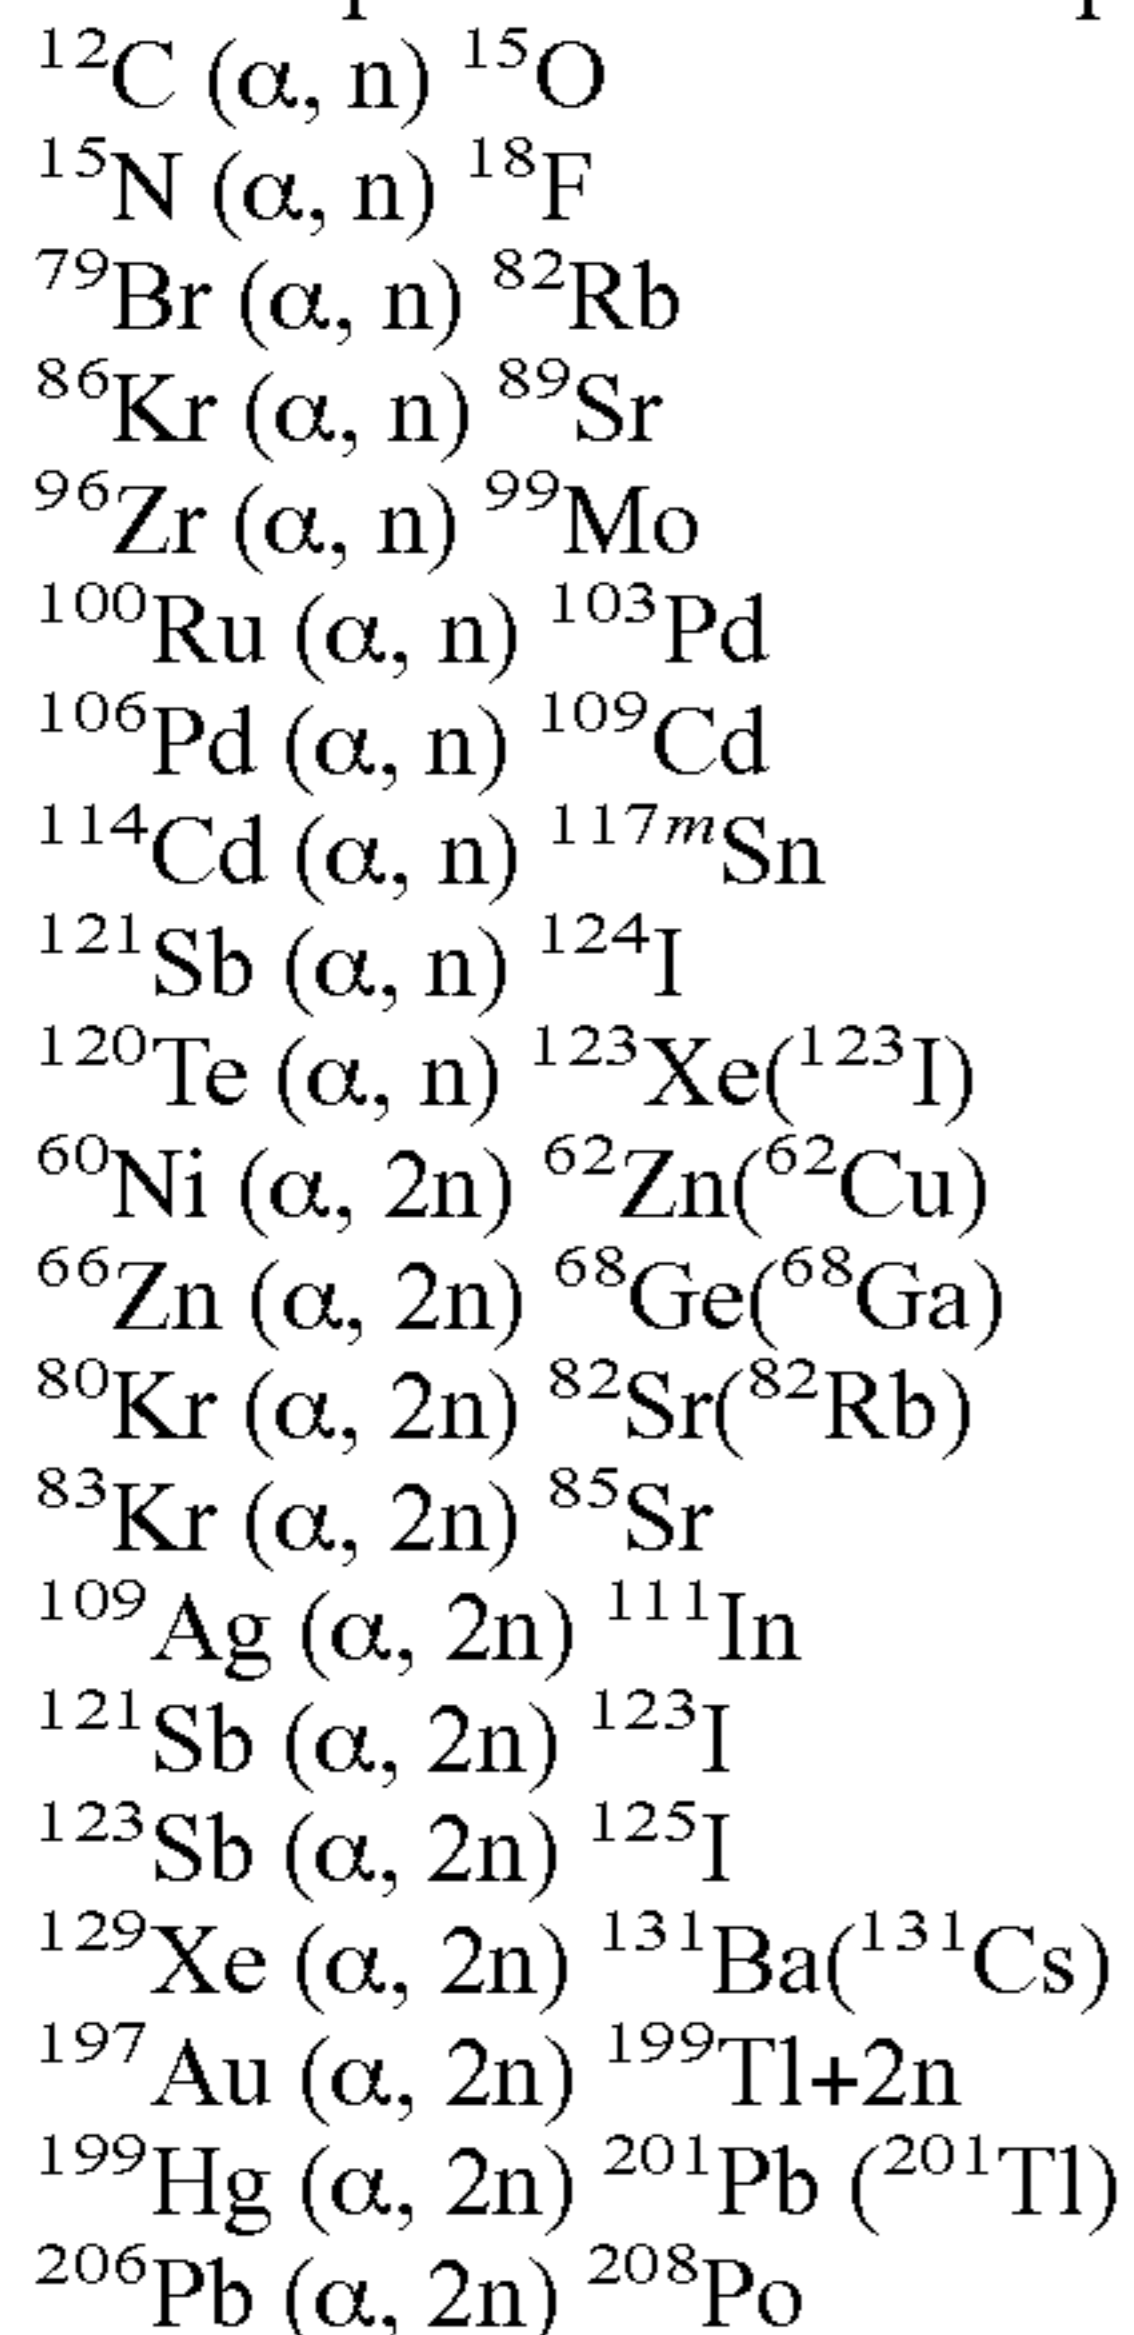 ¹²C (α, n) ¹⁵O
¹⁵N (α, n) ¹⁸F
⁷⁹Br (α, n) ⁸²Rb
⁸⁶Kr (α, n) ⁸⁹Sr
⁹⁶Zr (α, n) ⁹⁹Mo
¹⁰⁰Ru (α, n) ¹⁰³Pd
¹⁰⁶Pd (α, n) ¹⁰⁹Cd
¹¹⁴Cd (α, n) ¹¹⁷ᵐSn
¹²¹Sb (α, n) ¹²⁴I
¹²⁰Te (α, n) ¹²³Xe(¹²³I)
⁶⁰Ni (α, 2n) ⁶²Zn(⁶²Cu)
⁶⁶Zn (α, 2n) ⁶⁸Ge(⁶⁸Ga)
⁸⁰Kr (α, 2n) ⁸²Sr(⁸²Rb)
⁸³Kr (α, 2n) ⁸⁵Sr
¹⁰⁹Ag (α, 2n) ¹¹¹In
¹²¹Sb (α, 2n) ¹²³I
¹²³Sb (α, 2n) ¹²⁵I
¹²⁹Xe (α, 2n) ¹³¹Ba(¹³¹Cs)
¹⁹⁷Au (α, 2n) ¹⁹⁹Tl+2n
¹⁹⁹Hg (α, 2n) ²⁰¹Pb (²⁰¹Tl)
²⁰⁶Pb (α, 2n) ²⁰⁸Po